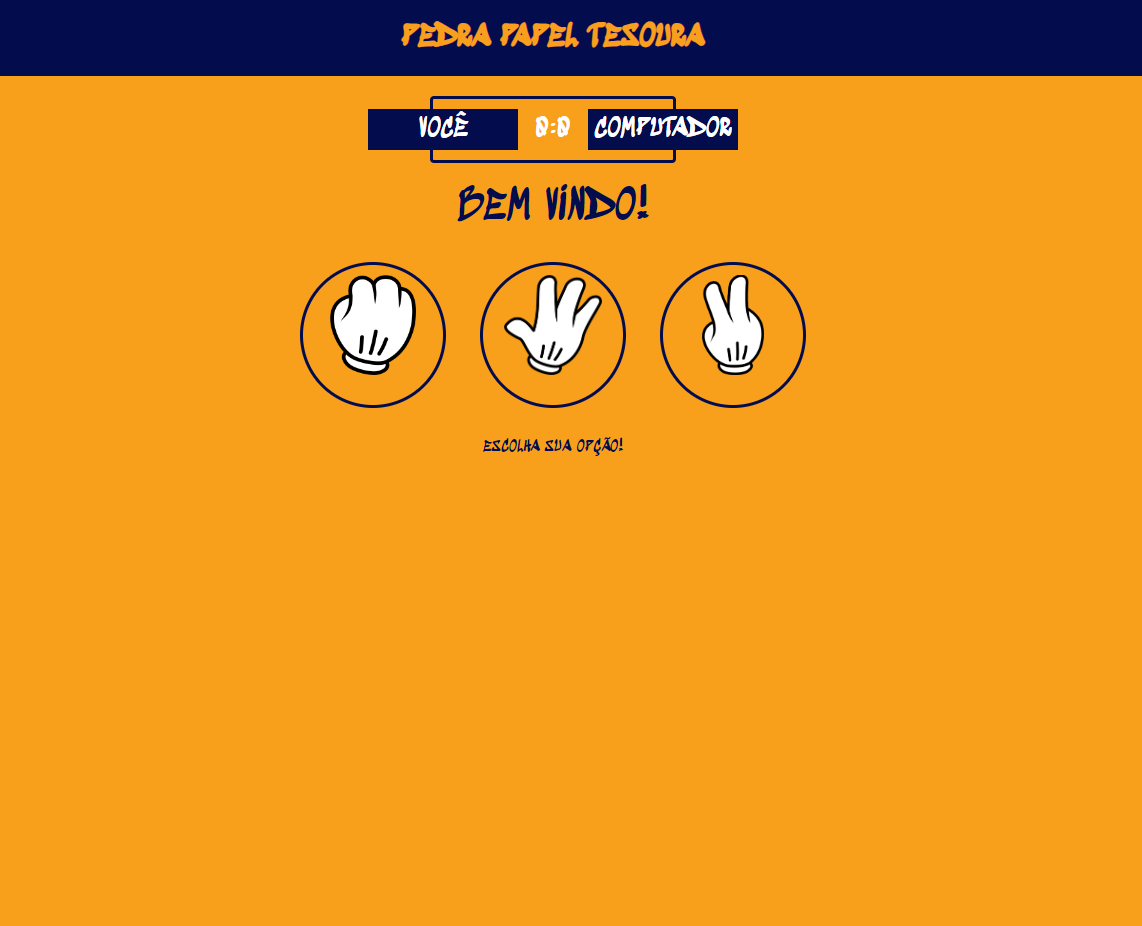 PEDRA PAPEL TESOURA
VOCÊ 0:0 COMPUTADOR
BEM VINDO!
ESCOLHA SUA OPÇÃO!